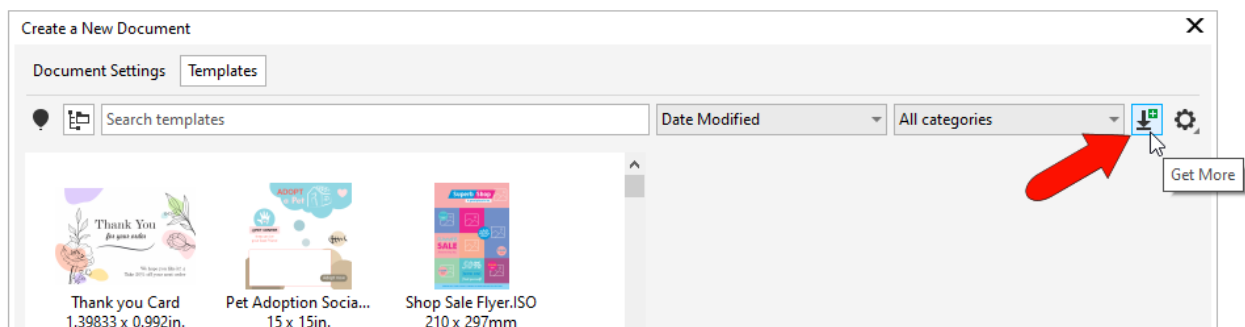 Create a New Document
Document Settings
Templates
Search templates
Date Modified
All categories
Get More
Thank You
for your order
ADOPT
a Pet
Superb Shop
SALE
Thank you Card
Pet Adoption Socia...
Shop Sale Flyer.ISO
1.39833 x 0.992in.
15 x 15in.
210 x 297mm